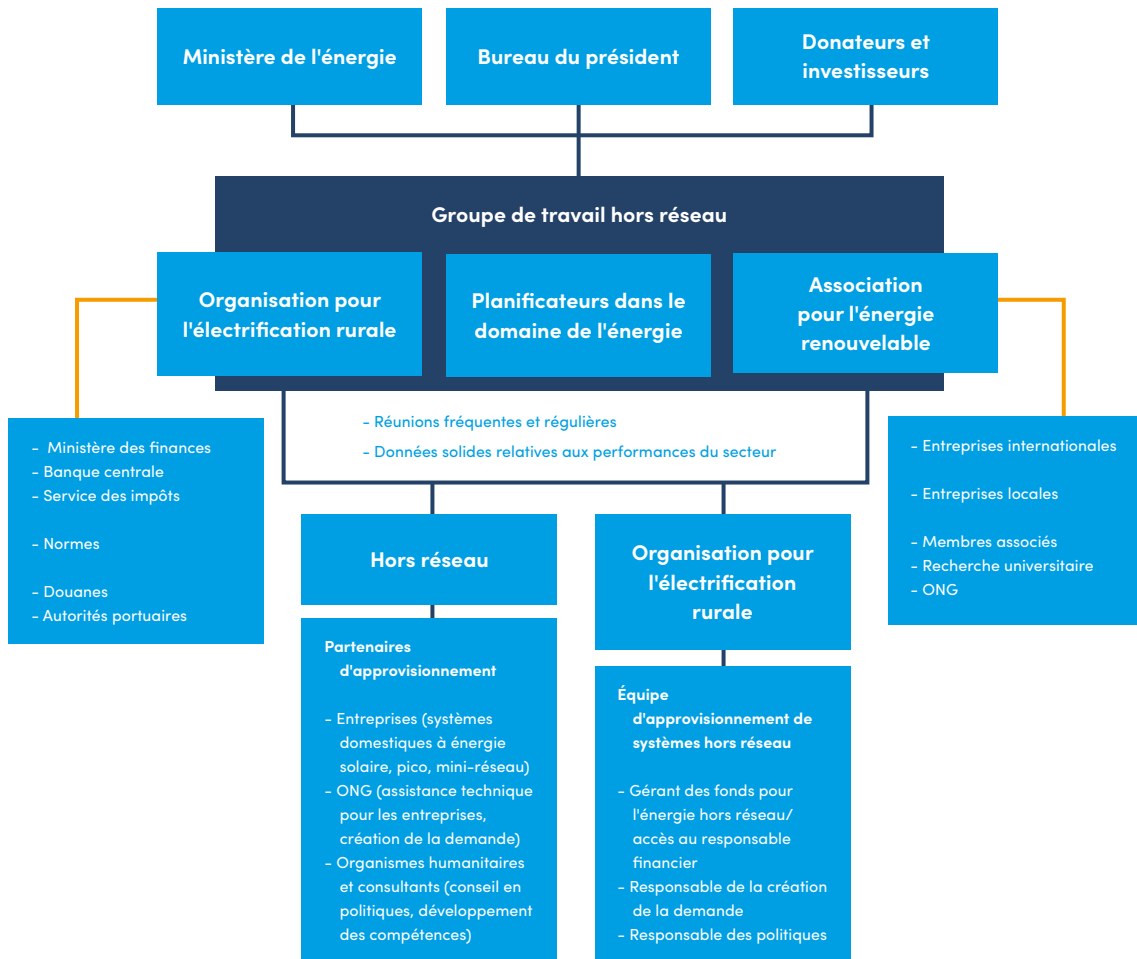 Ministère de l'énergie
Bureau du président
Donateurs et
investisseurs
Groupe de travail hors réseau
Organisation pour
l'électrification rurale
Planificateurs dans le
domaine de l'énergie
Association
pour l'énergie
renouvelable
- Réunions fréquentes et régulières
- Données solides relatives aux performances du secteur
- Ministère des finances
- Banque centrale
- Service des impôts
- Normes
- Douanes
- Autorités portuaires
- Entreprises internationales
- Entreprises locales
- Membres associés
- Recherche universitaire
- ONG
Hors réseau
Partenaires
d'approvisionnement
- Entreprises (systèmes
domestiques à énergie
solaire, pico, mini-réseau)
- ONG (assistance technique
pour les entreprises,
création de la demande)
- Organismes humanitaires
et consultants (conseil en
politiques, développement
des compétences)
Organisation pour
l'électrification
rurale
Équipe
d'approvisionnement de
systèmes hors réseau
- Gérant des fonds pour
l'énergie hors réseau/
accès au responsable
financier
- Responsable de la création
de la demande
- Responsable des politiques